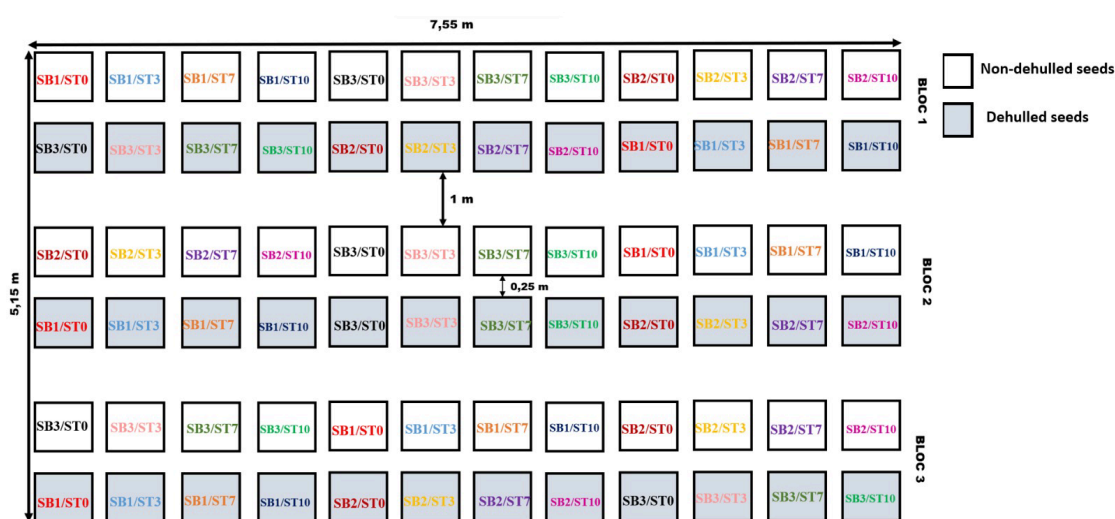 7,55 m
SB1/ST0 SB1/ST3 SB1/ST7 SB1/ST10 SB3/ST0 SB3/ST3 SB3/ST7 SB3/ST10 SB2/ST0 SB2/ST3 SB2/ST7 SB2/ST10
BLOC 1
Non-dehulled seeds
Dehulled seeds
SB3/ST0 SB3/ST3 SB3/ST7 SB3/ST10 SB2/ST0 SB2/ST3 SB2/ST7 SB2/ST10 SB1/ST0 SB1/ST3 SB1/ST7 SB1/ST10
1 m
SB2/ST0 SB2/ST3 SB2/ST7 SB2/ST10 SB3/ST0 SB3/ST3 SB3/ST7 SB3/ST10 SB1/ST0 SB1/ST3 SB1/ST7 SB1/ST10
BLOC 2
5,15 m
0,25 m
SB1/ST0 SB1/ST3 SB1/ST7 SB1/ST10 SB3/ST0 SB3/ST3 SB3/ST7 SB3/ST10 SB2/ST0 SB2/ST3 SB2/ST7 SB2/ST10
SB3/ST0 SB3/ST3 SB3/ST7 SB3/ST10 SB1/ST0 SB1/ST3 SB1/ST7 SB1/ST10 SB2/ST0 SB2/ST3 SB2/ST7 SB2/ST10
BLOC 3
SB1/ST0 SB1/ST3 SB1/ST7 SB1/ST10 SB2/ST0 SB2/ST3 SB2/ST7 SB2/ST10 SB3/ST0 SB3/ST3 SB3/ST7 SB3/ST10